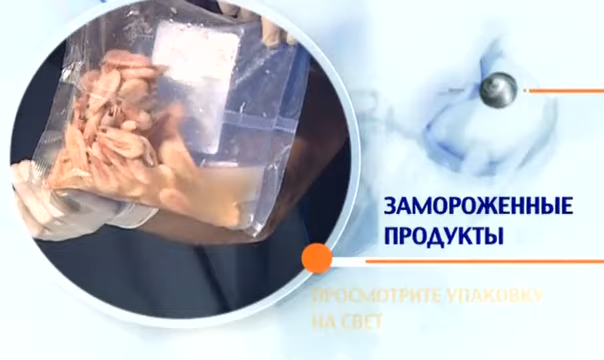 ЗАМОРОЖЕННЫЕ
ПРОДУКТЫ
ПРОСМОТРИТЕ УПАКОВКУ
НА СВЕТ